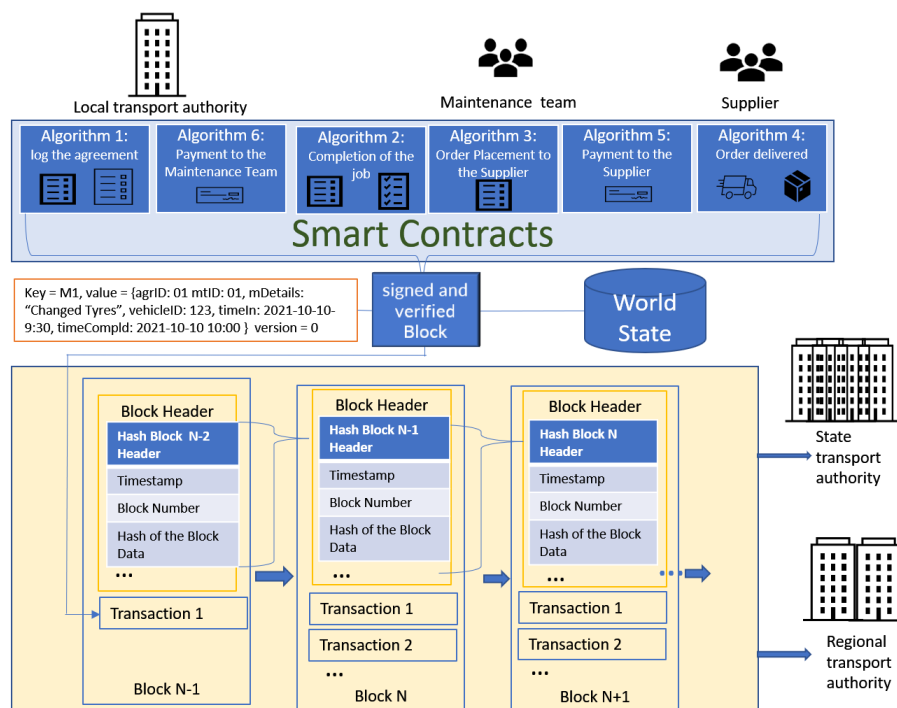 Local transport authority
Maintenance team
Supplier
Algorithm 1:
log the agreement
Algorithm 6:
Payment to the
Maintenance Team
Algorithm 2:
Completion of the
job
Algorithm 3:
Order Placement to
the Supplier
Algorithm 5:
Payment to the
Supplier
Algorithm 4:
Order delivered
Smart Contracts
Key = M1, value = {agrID: 01 mtID: 01, mDetails:
“Changed Tyres”, vehicleID: 123, timeIn: 2021-10-10-
9:30, timeCompld: 2021-10-10 10:00 }  version = 0
signed and
verified
Block
World
State
Block Header
Hash Block N-2
Header
Timestamp
Block Number
Hash of the Block
Data
...
Transaction 1
Block N-1
Block Header
Hash Block N-1
Header
Timestamp
Block Number
Hash of the Block
Data
...
Transaction 1
Transaction 2
...
Block N
Block Header
Hash Block N
Header
Timestamp
Block Number
Hash of the Block
Data
...
Transaction 1
Transaction 2
...
Block N+1
State
transport
authority
Regional
transport
authority